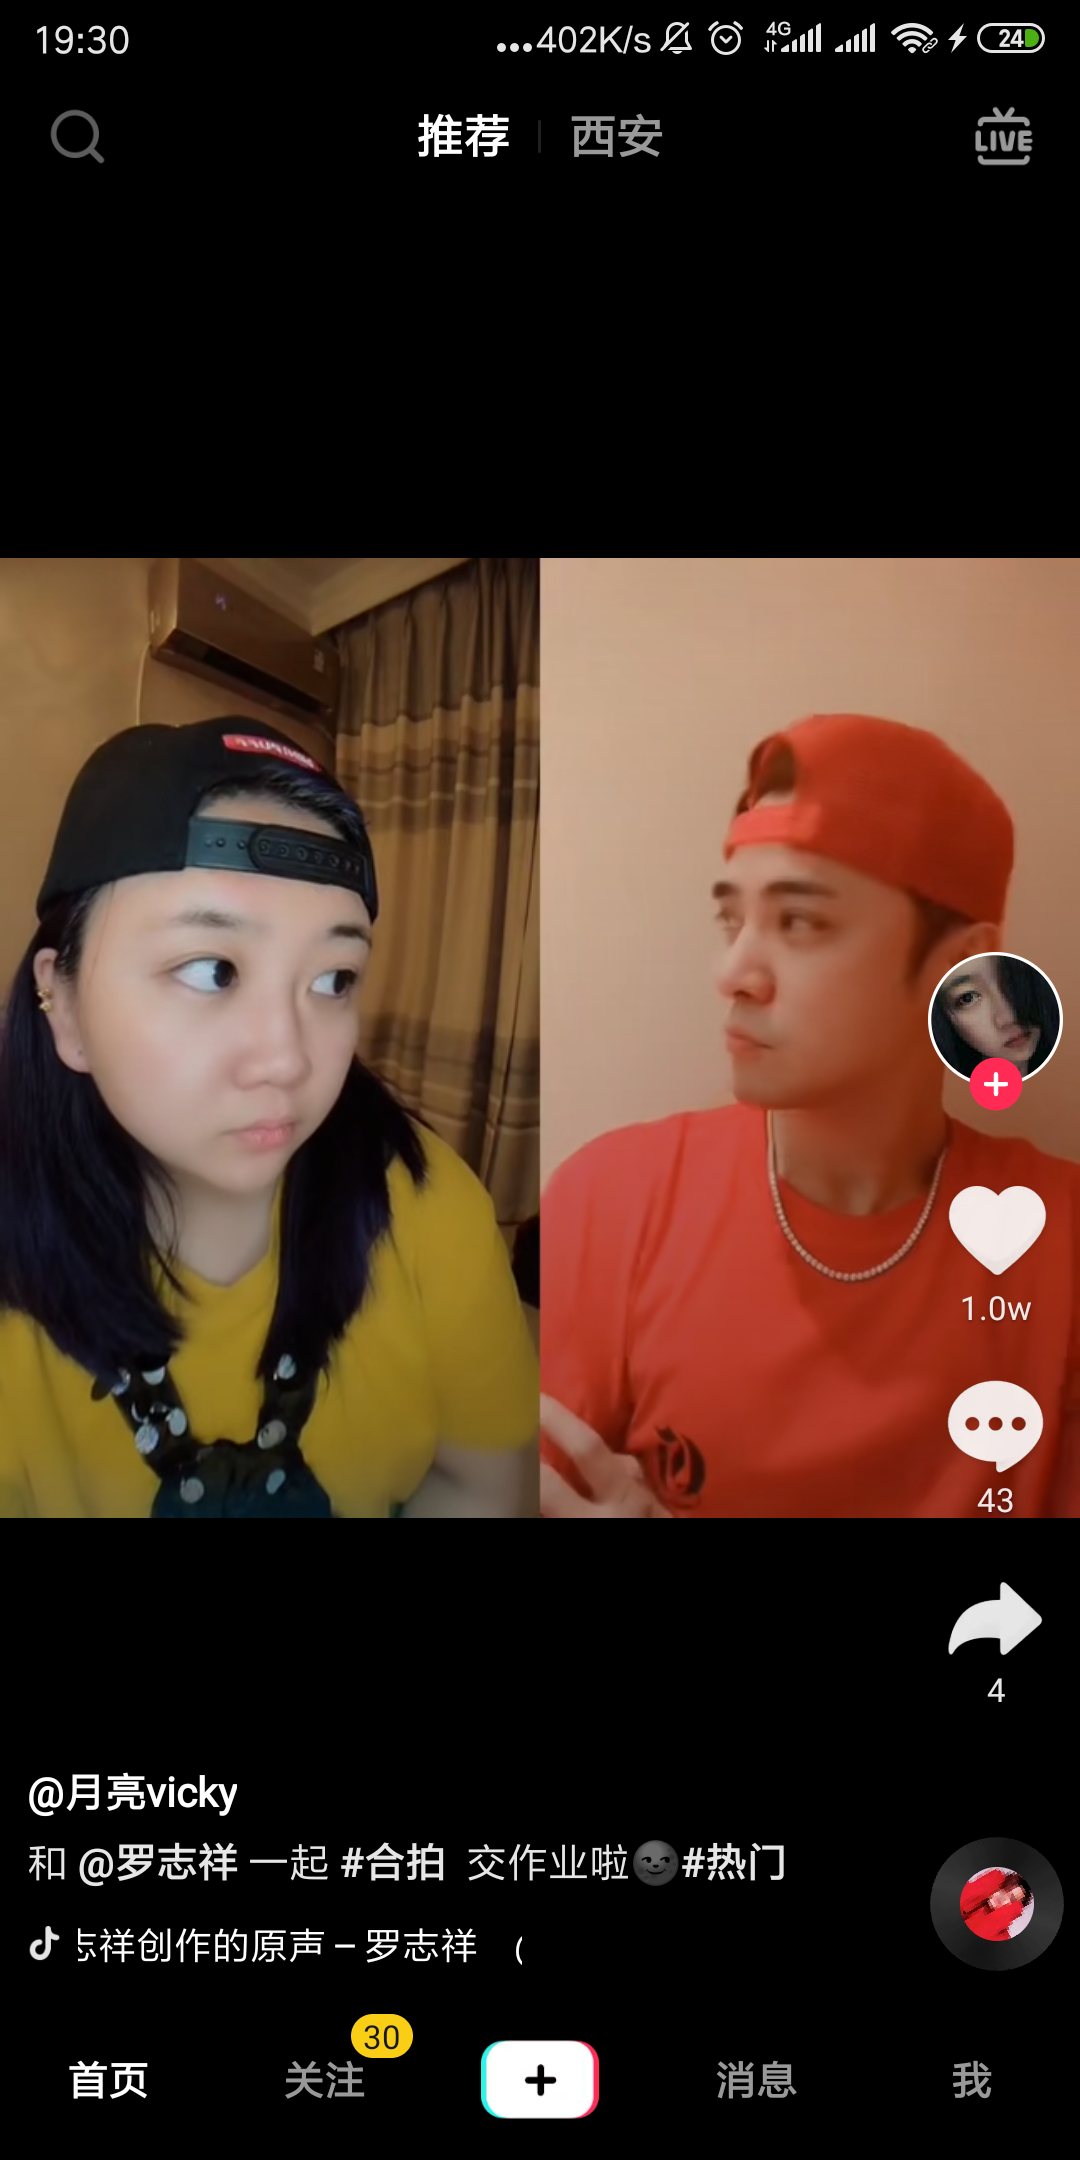 19:30
...402K/s
4G
24
推荐
西安
LIVE
1.0w
43
4
@月亮vicky
和 @罗志祥 一起 #合拍 交作业啦🌚#热门
志祥创作的原声 – 罗志祥 (
30
首页
关注
消息
我